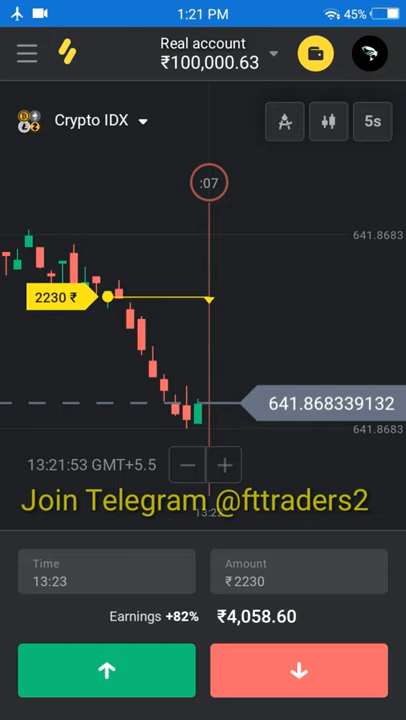 1:21 PM
45%
Real account
₹100,000.63
Crypto IDX
5s
:07
641.8683
2230 ₹
641.868339132
641.8683
13:21:53 GMT+5.5
Join Telegram @fttraders2
Time
13:23
Amount
₹2230
Earnings +82% ₹4,058.60